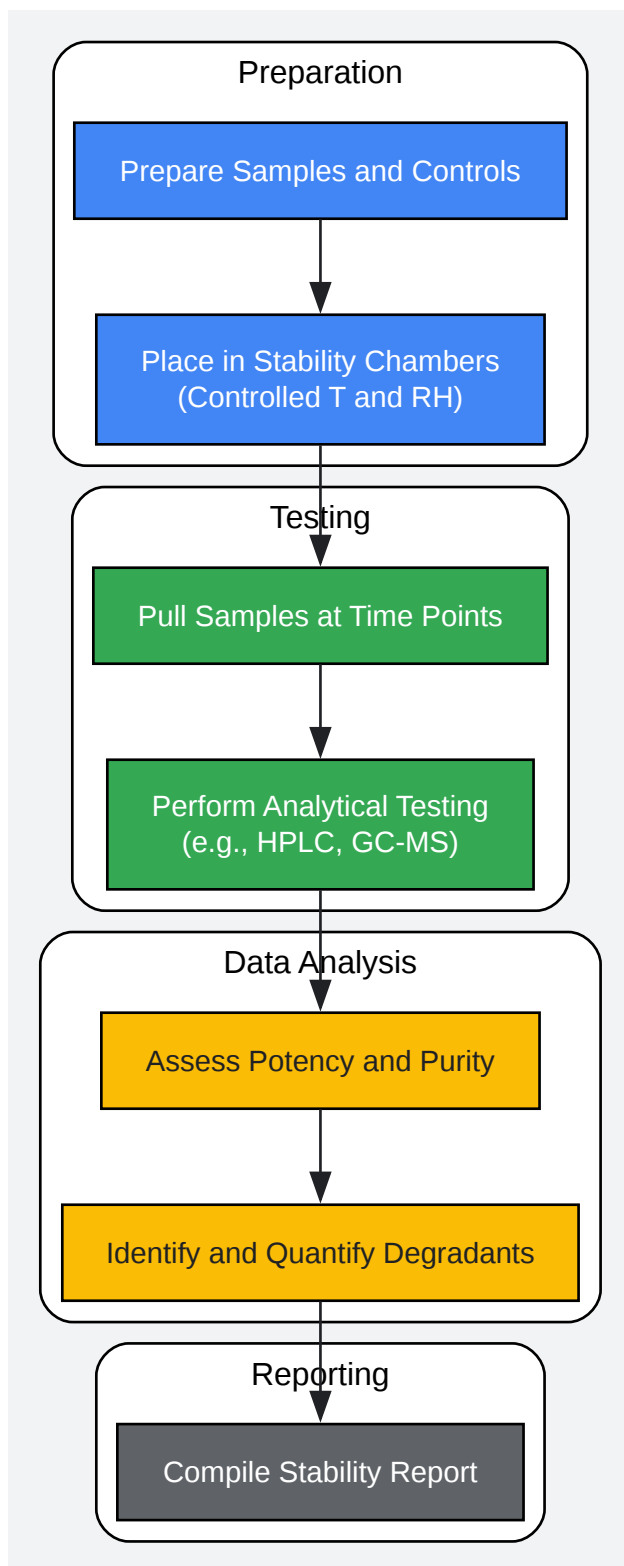 Preparation
Prepare Samples and Controls
Place in Stability Chambers
(Controlled T and RH)
Testing
Pull Samples at Time Points
Perform Analytical Testing
(e.g., HPLC, GC-MS)
Data Analysis
Assess Potency and Purity
Identify and Quantify Degradants
Reporting
Compile Stability Report